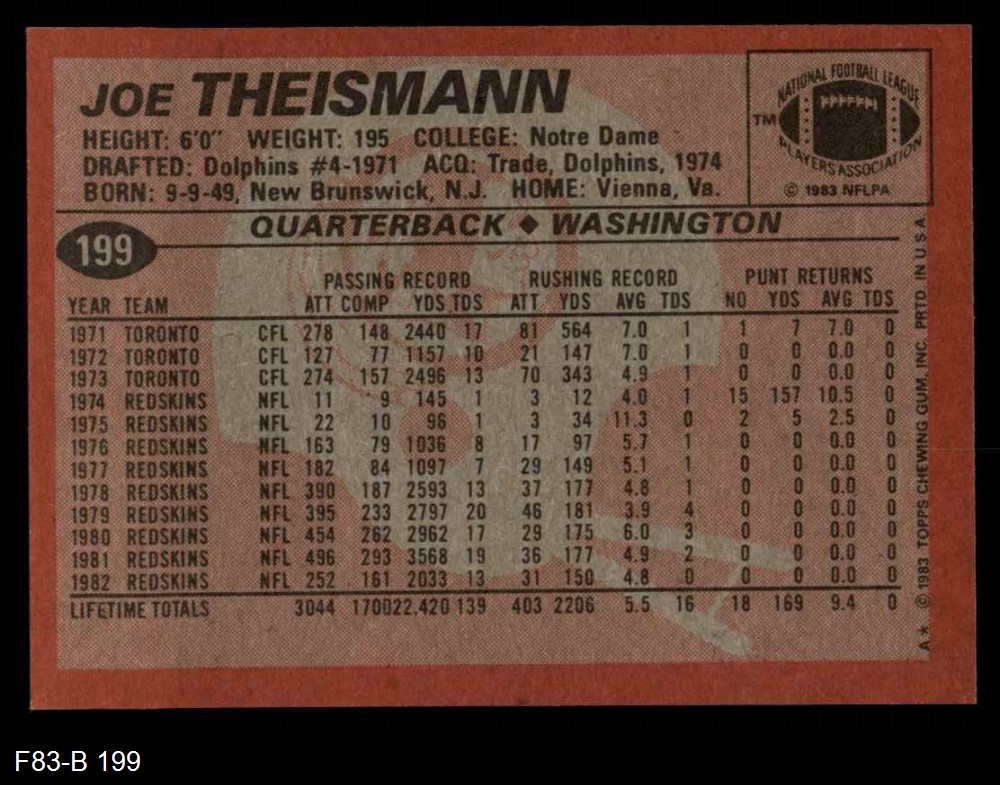 JOE THEISMANN
HEIGHT: 6'0" WEIGHT: 195 COLLEGE: Notre Dame
DRAFTED: Dolphins #4-1971 ACQ: Trade, Dolphins, 1974
BORN: 9-9-49, New Brunswick, N.J. HOME: Vienna, Va.
NATIONAL FOOTBALL LEAGUE
TM
PLAYERS ASSOCIATION
© 1983 NFLPA
QUARTERBACK ♦ WASHINGTON
199
PASSING RECORD RUSHING RECORD PUNT RETURNS
YEAR TEAM ATT COMP YDS TDS ATT YDS AVG TDS NO YDS AVG TDS
1971 TORONTO CFL 278 148 2440 17 81 564 7.0 1 1 7 7.0 0
1972 TORONTO CFL 127 77 1157 10 21 147 7.0 1 0 0 0.0 0
1973 TORONTO CFL 274 157 2496 13 70 343 4.9 1 0 0 0.0 0
1974 REDSKINS NFL 11 9 145 1 3 12 4.0 1 15 157 10.5 0
1975 REDSKINS NFL 22 10 96 1 3 34 11.3 0 2 5 2.5 0
1976 REDSKINS NFL 163 79 1036 8 17 97 5.7 1 0 0 0.0 0
1977 REDSKINS NFL 182 84 1097 7 29 149 5.1 1 0 0 0.0 0
1978 REDSKINS NFL 390 187 2593 13 37 177 4.8 1 0 0 0.0 0
1979 REDSKINS NFL 395 233 2797 20 46 181 3.9 4 0 0 0.0 0
1980 REDSKINS NFL 454 262 2962 17 29 175 6.0 3 0 0 0.0 0
1981 REDSKINS NFL 496 293 3568 19 36 177 4.9 2 0 0 0.0 0
1982 REDSKINS NFL 252 161 2033 13 31 150 4.8 0 0 0 0.0 0
LIFETIME TOTALS 3044 1700 22,420 139 403 2206 5.5 16 18 169 9.4 0
A* © 1983 TOPPS CHEWING GUM, INC. PRTD. IN U.S.A.
F83-B 199